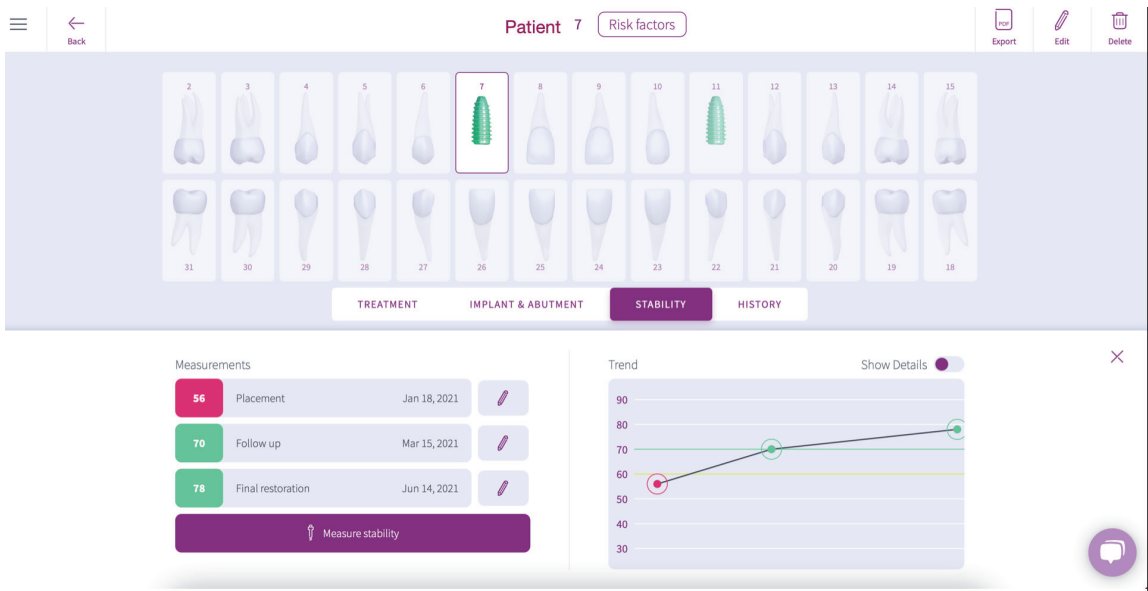 Patient 7 Risk factors
Back
PDF
Export
Edit
Delete
2 3 4 5 6 7 8 9 10 11 12 13 14 15
31 30 29 28 27 26 25 24 23 22 21 20 19 18
TREATMENT IMPLANT & ABUTMENT STABILITY HISTORY
Measurements
56 Placement Jan 18, 2021
70 Follow up Mar 15, 2021
78 Final restoration Jun 14, 2021
Measure stability
Trend Show Details
90
80
70
60
50
40
30